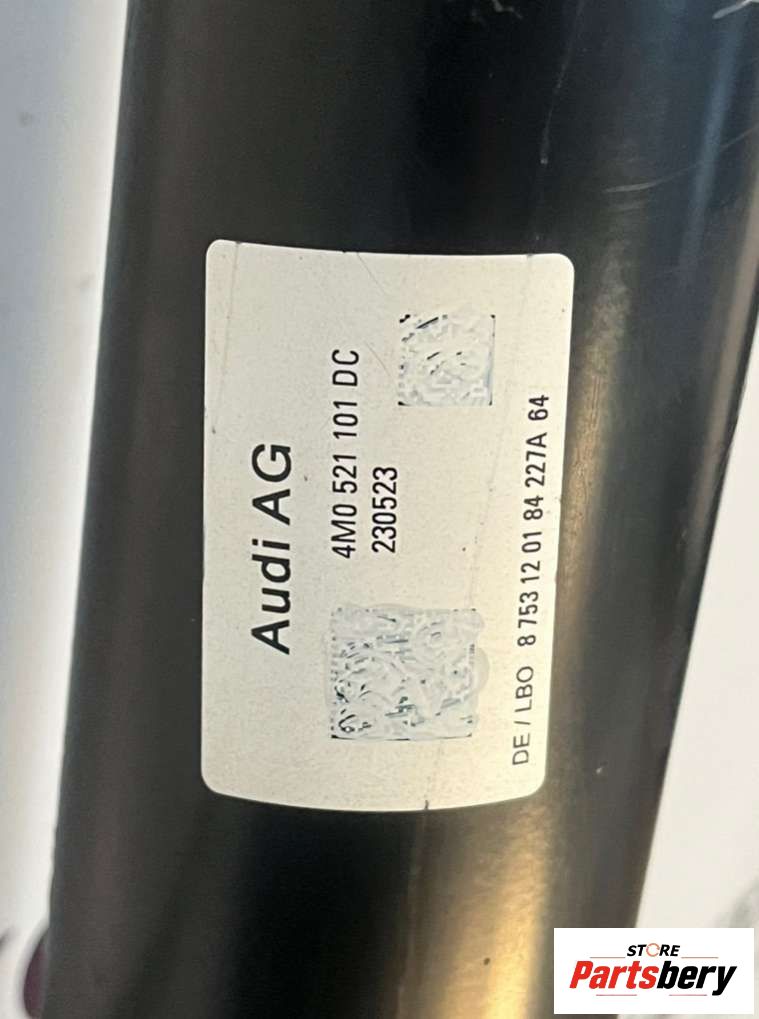 Audi AG
4M0 521 101 DC
230523
DE / LBO 8 753 12 01 84 227A 64
STORE
Partsbery